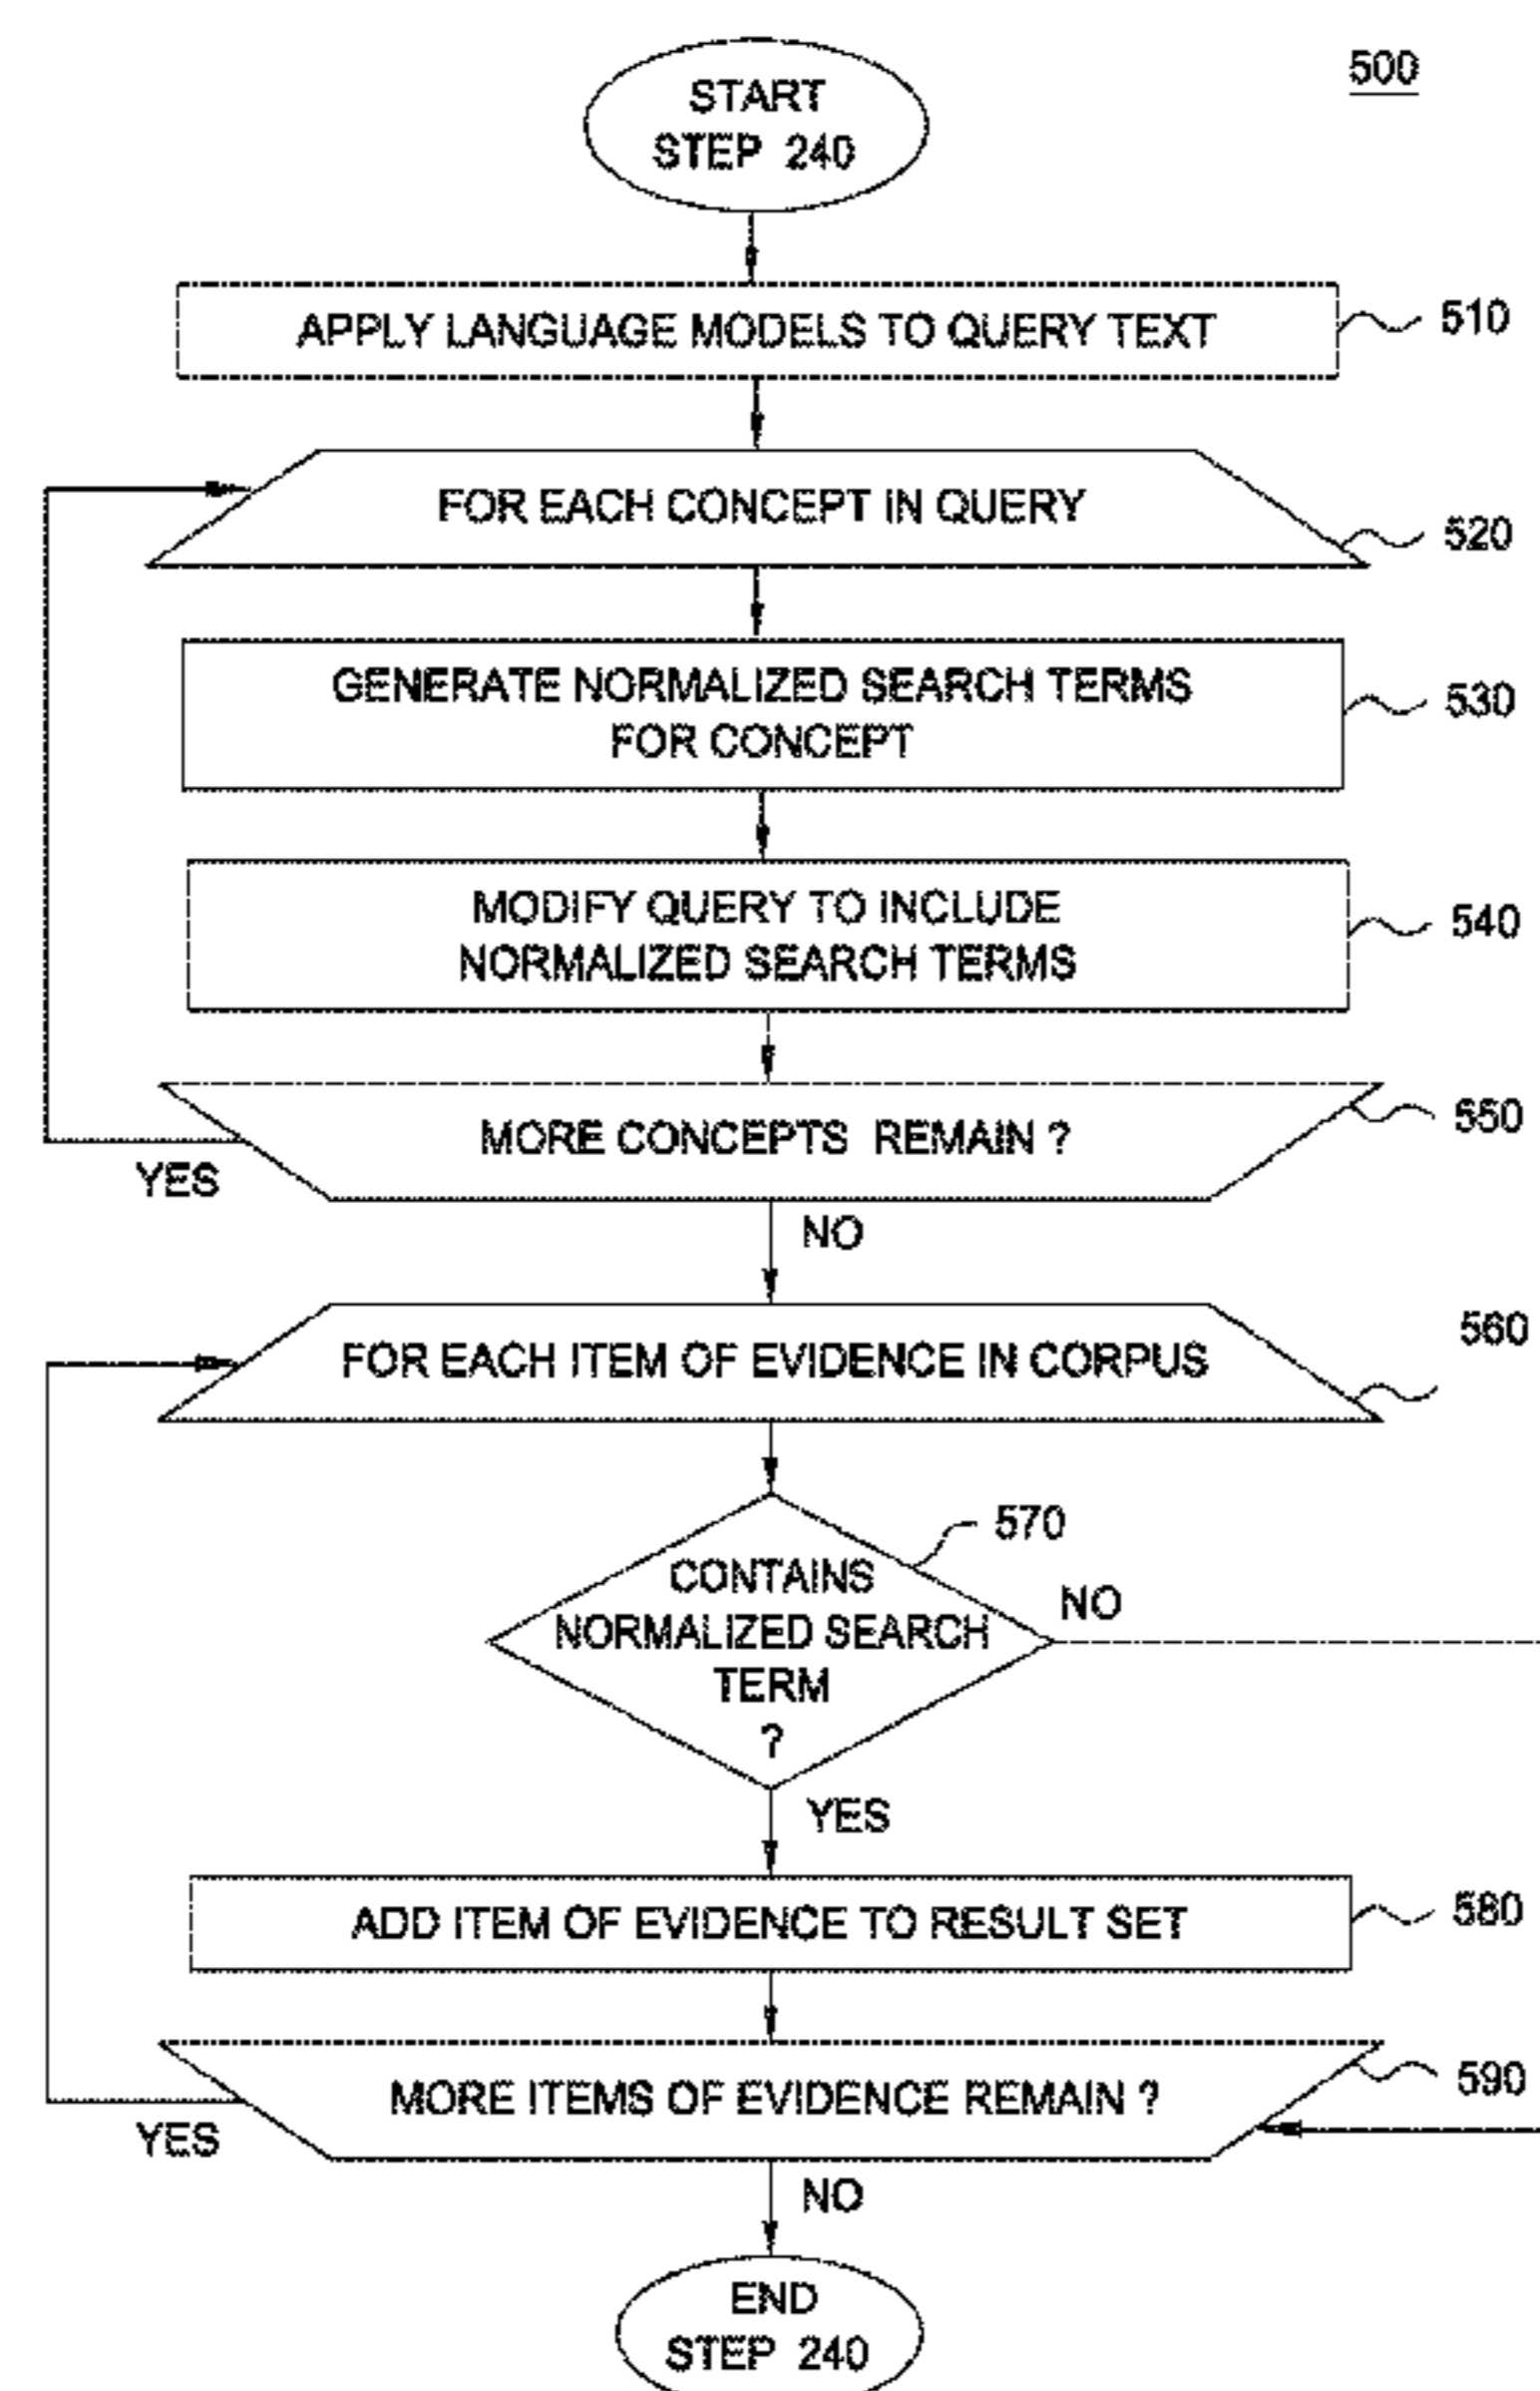 500
START
STEP 240
APPLY LANGUAGE MODELS TO QUERY TEXT
510
FOR EACH CONCEPT IN QUERY
520
GENERATE NORMALIZED SEARCH TERMS
FOR CONCEPT
530
MODIFY QUERY TO INCLUDE
NORMALIZED SEARCH TERMS
540
MORE CONCEPTS REMAIN ?
550
YES
NO
FOR EACH ITEM OF EVIDENCE IN CORPUS
560
570
CONTAINS
NORMALIZED SEARCH
TERM
?
NO
YES
ADD ITEM OF EVIDENCE TO RESULT SET
580
MORE ITEMS OF EVIDENCE REMAIN ?
590
YES
NO
END
STEP 240